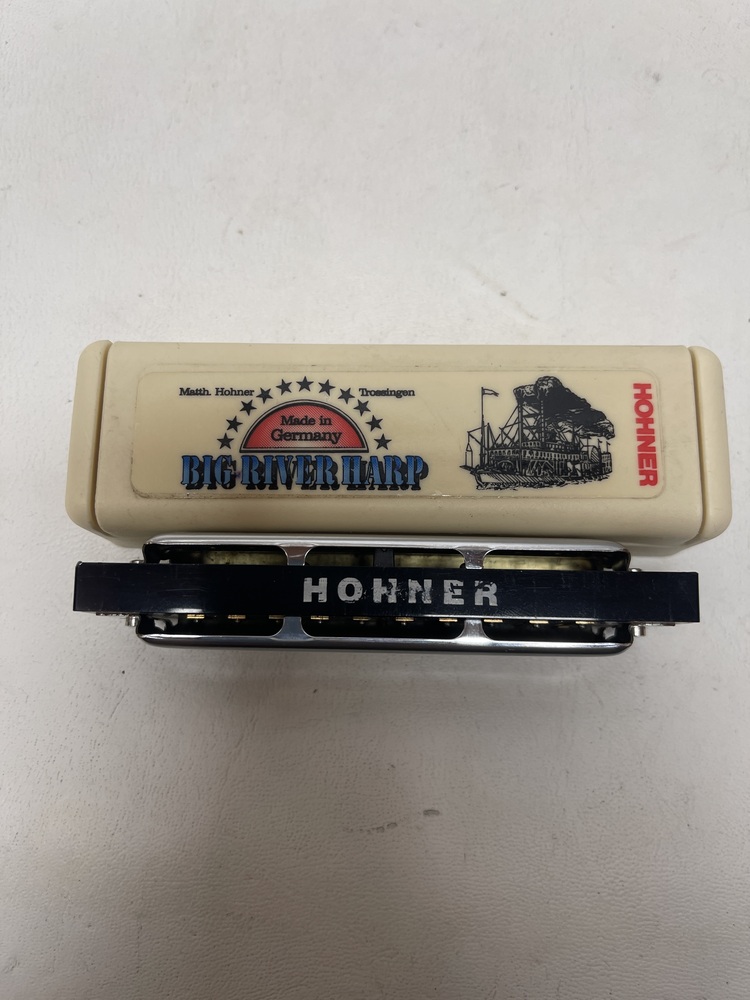 Matth. Hohner Trossingen
Made in
Germany
BIG RIVER HARP
HOHNER
HOHNER